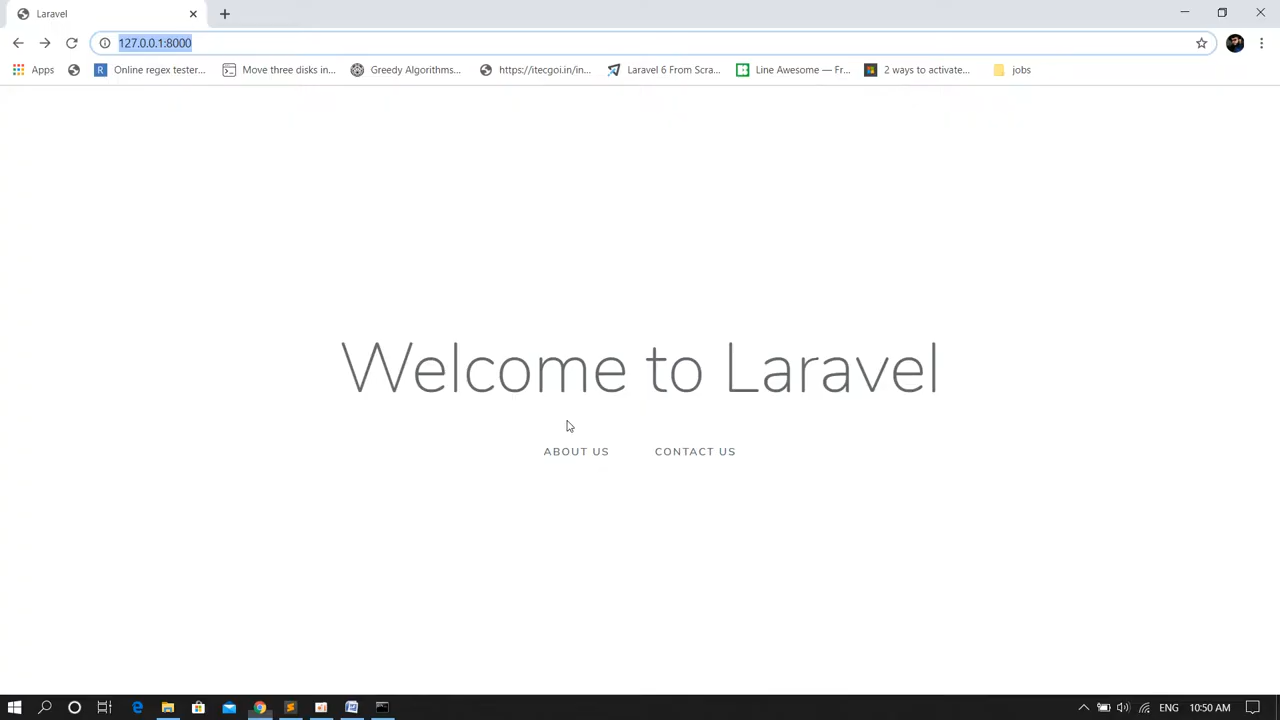 Laravel
127.0.0.1:8000
Apps
Online regex tester...
Move three disks in...
Greedy Algorithms...
https://itecgoi.in/in...
Laravel 6 From Scra...
Line Awesome — Fr...
2 ways to activate...
jobs
Welcome to Laravel
ABOUT US CONTACT US
ENG 10:50 AM